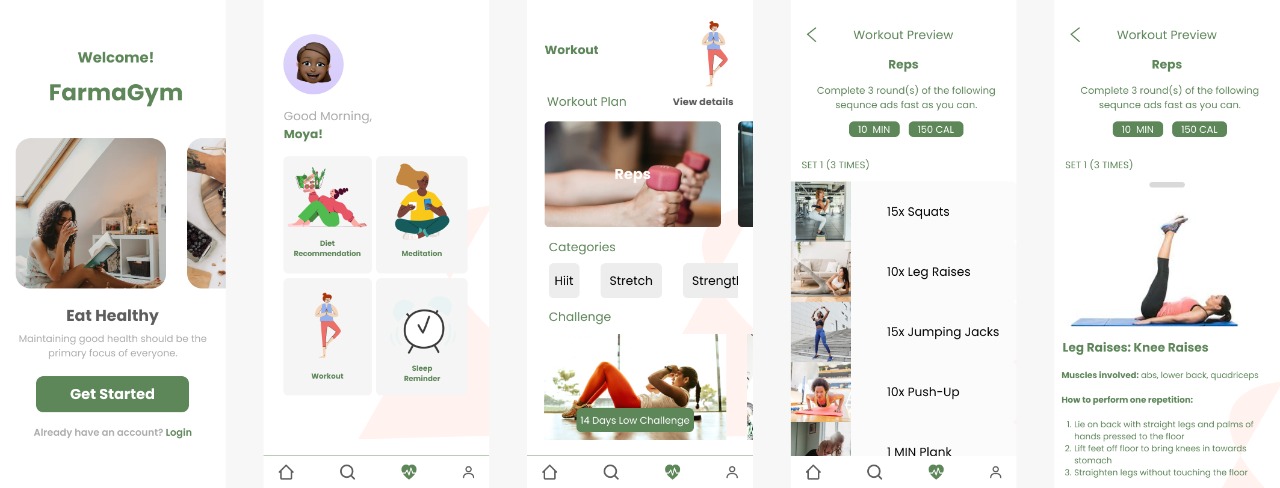 Welcome!
FarmaGym
Eat Healthy
Maintaining good health should be the
primary focus of everyone.
Get Started
Already have an account? Login
Good Morning,
Moya!
Diet
Recommendation
Meditation
Workout
Sleep
Reminder
Workout
Workout Plan
View details
Reps
Categories
Hiit
Stretch
Strength
Challenge
14 Days Low Challenge
Workout Preview
Reps
Complete 3 round(s) of the following
sequnce ads fast as you can.
10 MIN
150 CAL
SET 1 (3 TIMES)
15x Squats
10x Leg Raises
15x Jumping Jacks
10x Push-Up
1 MIN Plank
Workout Preview
Reps
Complete 3 round(s) of the following
sequnce ads fast as you can.
10 MIN
150 CAL
SET 1 (3 TIMES)
Leg Raises: Knee Raises
Muscles involved: abs, lower back, quadriceps
How to perform one repetition:
1. Lie on back with straight legs and palms of
hands pressed to the floor
2. Lift feet off floor to bring knees in towards
stomach
3. Straighten legs without touching the floor